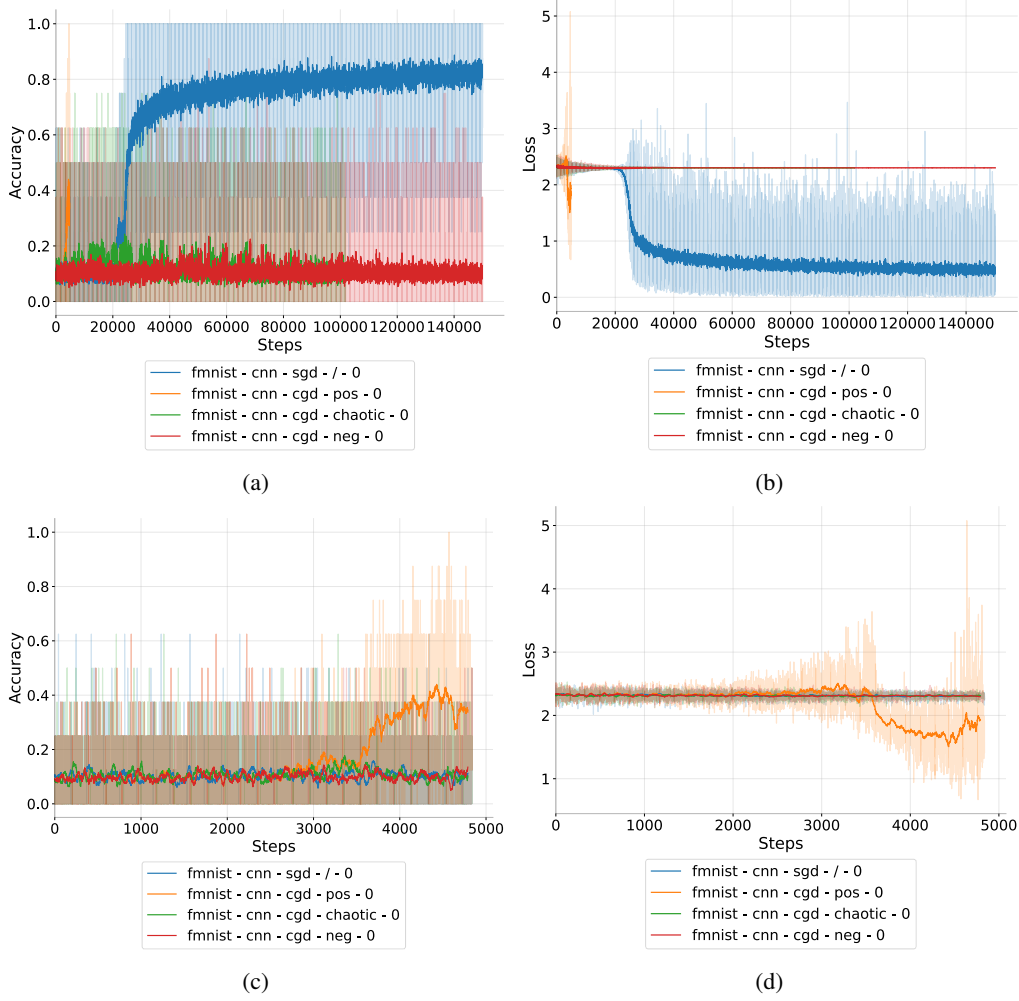 1.0
0.8
0.6
0.4
0.2
0.0
Accuracy
0 20000 40000 60000 80000 100000 120000 140000
Steps
fmnist - cnn - sgd - / - 0
fmnist - cnn - cgd - pos - 0
fmnist - cnn - cgd - chaotic - 0
fmnist - cnn - cgd - neg - 0
(a)
5
4
3
2
1
0
Loss
0 20000 40000 60000 80000 100000 120000 140000
Steps
fmnist - cnn - sgd - / - 0
fmnist - cnn - cgd - pos - 0
fmnist - cnn - cgd - chaotic - 0
fmnist - cnn - cgd - neg - 0
(b)
1.0
0.8
0.6
0.4
0.2
0.0
Accuracy
0 1000 2000 3000 4000 5000
Steps
fmnist - cnn - sgd - / - 0
fmnist - cnn - cgd - pos - 0
fmnist - cnn - cgd - chaotic - 0
fmnist - cnn - cgd - neg - 0
(c)
5
4
3
2
1
Loss
0 1000 2000 3000 4000 5000
Steps
fmnist - cnn - sgd - / - 0
fmnist - cnn - cgd - pos - 0
fmnist - cnn - cgd - chaotic - 0
fmnist - cnn - cgd - neg - 0
(d)